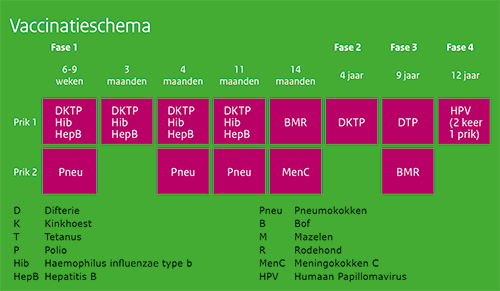 Vaccinatieschema
Fase 1 Fase 2 Fase 3 Fase 4
6-9 weken 3 maanden 4 maanden 11 maanden 14 maanden 4 jaar 9 jaar 12 jaar
Prik 1
DKTP
Hib
HepB
DKTP
Hib
HepB
DKTP
Hib
HepB
DKTP
Hib
HepB
BMR
DKTP
DTP
HPV
(2 keer
1 prik)
Prik 2
Pneu
Pneu
Pneu
MenC
BMR
D Difterie
K Kinkhoest
T Tetanus
P Polio
Hib Haemophilus influenzae type b
HepB Hepatitis B
Pneu Pneumokokken
B Bof
M Mazelen
R Rodehond
MenC Meningokokken C
HPV Humaan Papillomavirus